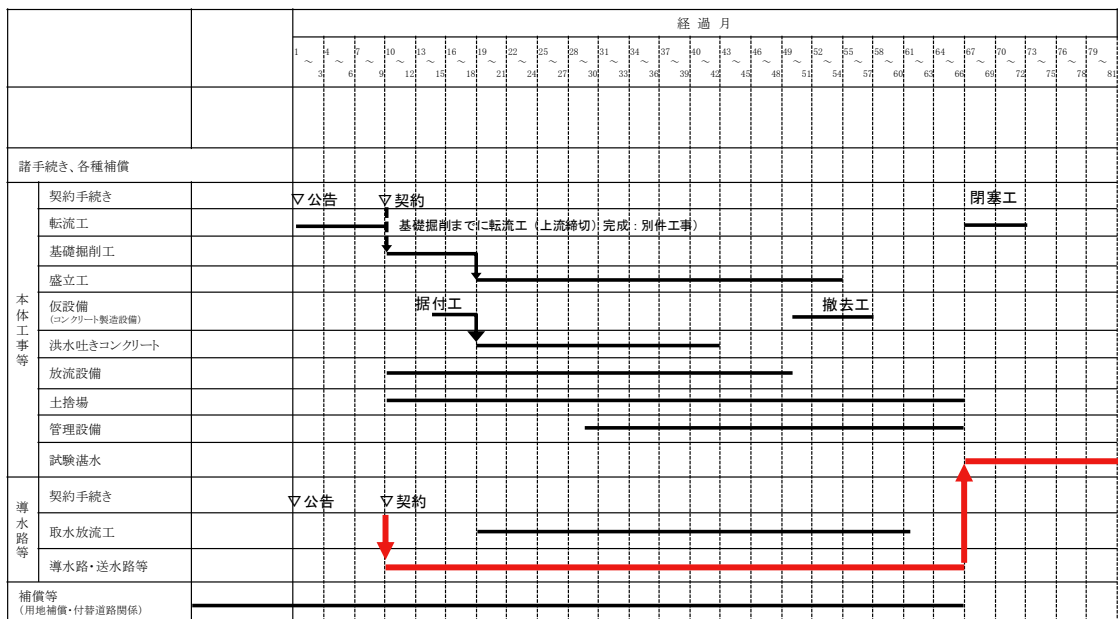 経過月
1 4 7 10 13 16 19 22 25 28 31 34 37 40 43 46 49 52 55 58 61 64 67 70 73 76 79
～ ～ ～ ～ ～ ～ ～ ～ ～ ～ ～ ～ ～ ～ ～ ～ ～ ～ ～ ～ ～ ～ ～ ～ ～ ～ ～
3 6 9 12 15 18 21 24 27 30 33 36 39 42 45 48 51 54 57 60 63 66 69 72 75 78 81
諸手続き、各種補償
本体工事等
契約手続き ▽公告 ▽契約 閉塞工
転流工 基礎掘削までに転流工（上流締切）完成：別件工事）
基礎掘削工
盛立工
仮設備 据付工 撤去工
(コンクリート製造設備)
洪水吐きコンクリート
放流設備
土捨場
管理設備
試験湛水
導水路等
契約手続き ▽公告 ▽契約
取水放流工
導水路・送水路等
補償等
(用地補償・付替道路関係)